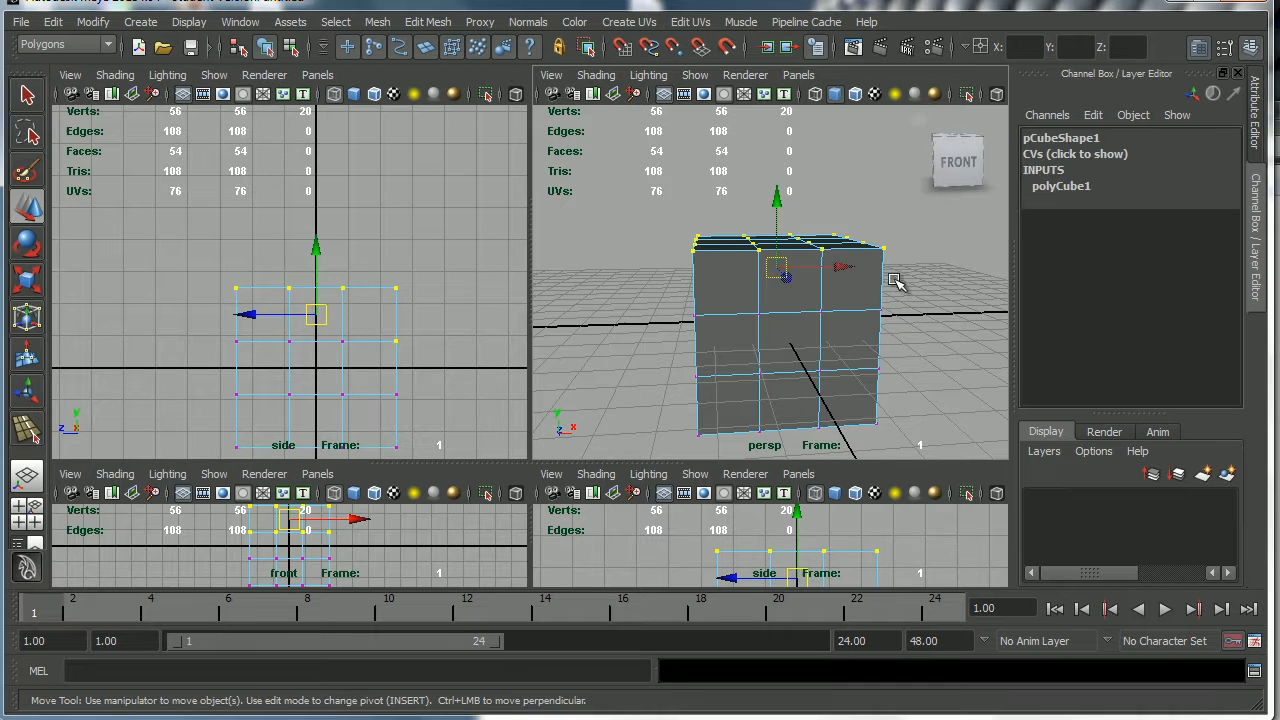 File Edit Modify Create Display Window Assets Select Mesh Edit Mesh Proxy Normals Color Create UVs Edit UVs Muscle Pipeline Cache Help
Polygons
X: Y: Z:
View Shading Lighting Show Renderer Panels
View Shading Lighting Show Renderer Panels
Channel Box / Layer Editor
Channels Edit Object Show
pCubeShape1
CVs (click to show)
INPUTS
polyCube1
Attribute Editor
Channel Box / Layer Editor
Verts: 56 56 20
Edges: 108 108 0
Faces: 54 54 0
Tris: 108 108 0
UVs: 76 76 0
side Frame: 1
Verts: 56 56 20
Edges: 108 108 0
Faces: 54 54 0
Tris: 108 108 0
UVs: 76 76 0
FRONT
persp Frame: 1
y
z x
y
z x
Display Render Anim
Layers Options Help
View Shading Lighting Show Renderer Panels
View Shading Lighting Show Renderer Panels
Verts: 56 56 20
Edges: 108 108 0
front Frame: 1
Verts: 56 56 20
Edges: 108 108 0
side Frame: 1
1 2 4 6 8 10 12 14 16 18 20 22 24
1.00
1.00 1.00 1 24 24.00 48.00 No Anim Layer No Character Set
MEL
Move Tool: Use manipulator to move object(s). Use edit mode to change pivot (INSERT). Ctrl+LMB to move perpendicular.